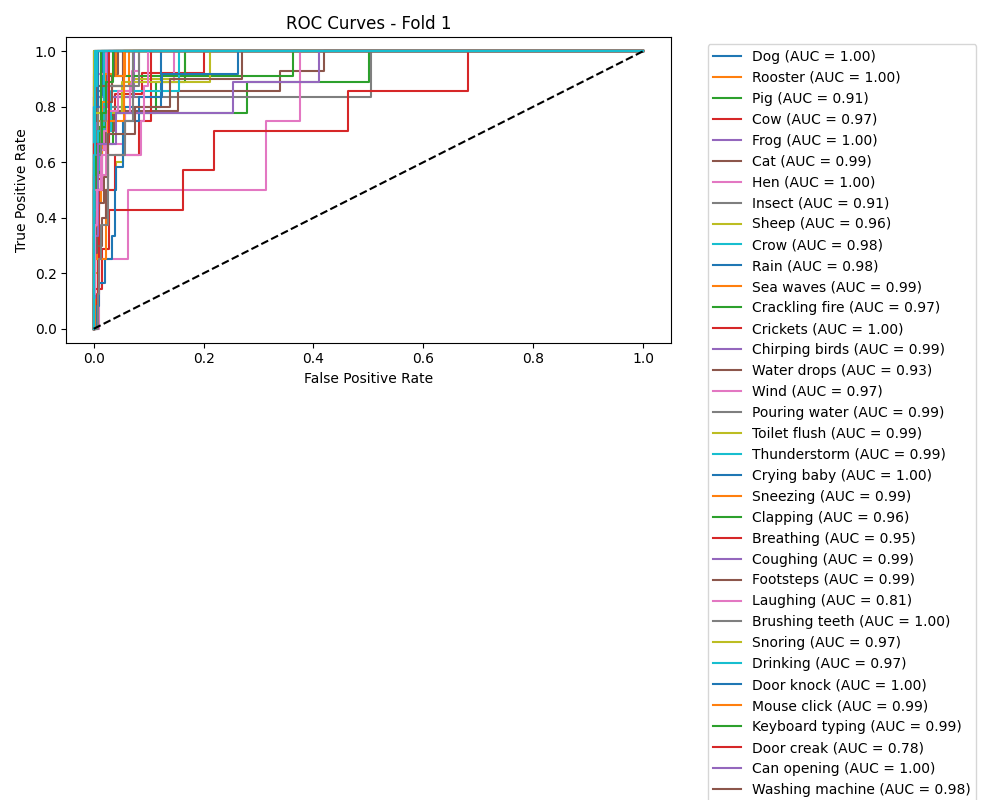 ROC Curves - Fold 1
True Positive Rate
1.0
0.8
0.6
0.4
0.2
0.0
0.0 0.2 0.4 0.6 0.8 1.0
False Positive Rate
Dog (AUC = 1.00)
Rooster (AUC = 1.00)
Pig (AUC = 0.91)
Cow (AUC = 0.97)
Frog (AUC = 1.00)
Cat (AUC = 0.99)
Hen (AUC = 1.00)
Insect (AUC = 0.91)
Sheep (AUC = 0.96)
Crow (AUC = 0.98)
Rain (AUC = 0.98)
Sea waves (AUC = 0.99)
Crackling fire (AUC = 0.97)
Crickets (AUC = 1.00)
Chirping birds (AUC = 0.99)
Water drops (AUC = 0.93)
Wind (AUC = 0.97)
Pouring water (AUC = 0.99)
Toilet flush (AUC = 0.99)
Thunderstorm (AUC = 0.99)
Crying baby (AUC = 1.00)
Sneezing (AUC = 0.99)
Clapping (AUC = 0.96)
Breathing (AUC = 0.95)
Coughing (AUC = 0.99)
Footsteps (AUC = 0.99)
Laughing (AUC = 0.81)
Brushing teeth (AUC = 1.00)
Snoring (AUC = 0.97)
Drinking (AUC = 0.97)
Door knock (AUC = 1.00)
Mouse click (AUC = 0.99)
Keyboard typing (AUC = 0.99)
Door creak (AUC = 0.78)
Can opening (AUC = 1.00)
Washing machine (AUC = 0.98)